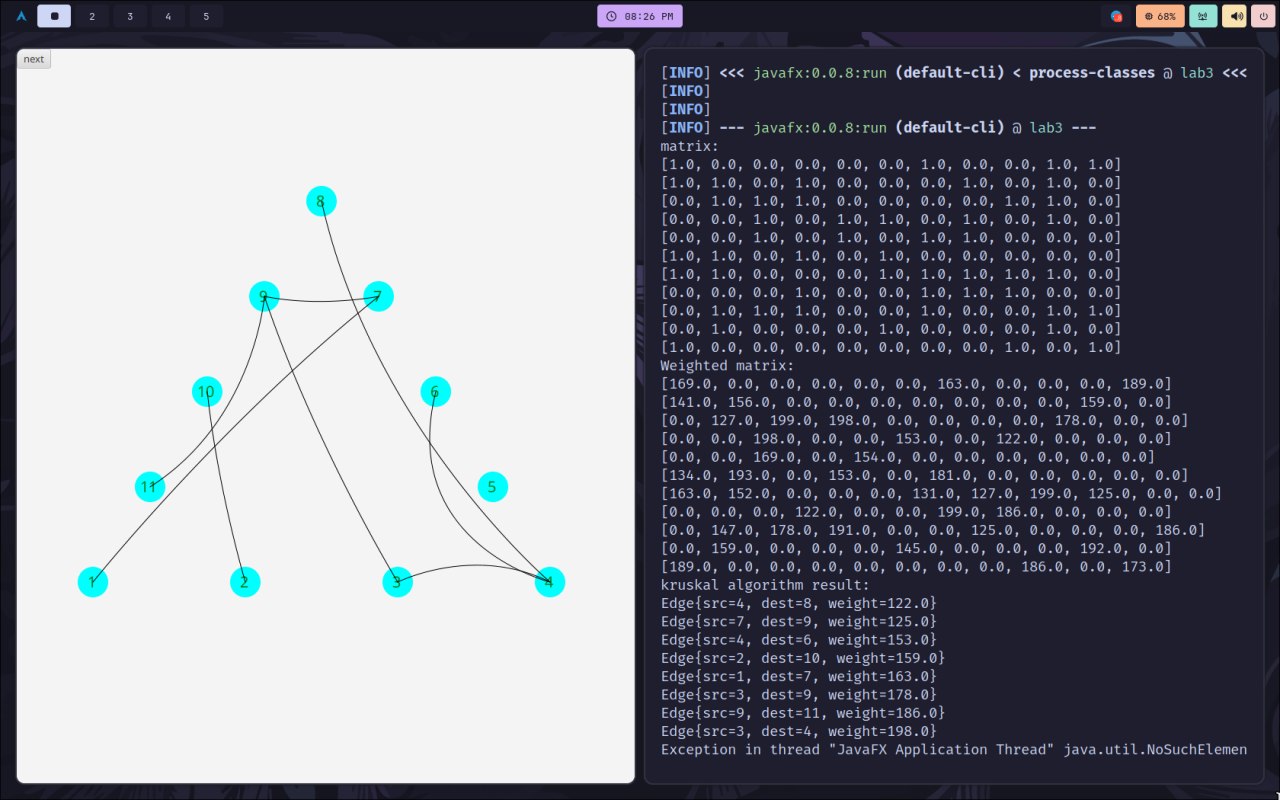 2 3 4 5 08:26 PM 68%
next
8
9 7
10 6
11 5
1 2 3 4
[INFO] <<< javafx:0.0.8:run (default-cli) < process-classes @ lab3 <<<
[INFO]
[INFO]
[INFO] --- javafx:0.0.8:run (default-cli) @ lab3 ---
matrix:
[1.0, 0.0, 0.0, 0.0, 0.0, 0.0, 1.0, 0.0, 0.0, 1.0, 1.0]
[1.0, 1.0, 0.0, 1.0, 0.0, 0.0, 0.0, 1.0, 0.0, 1.0, 0.0]
[0.0, 1.0, 1.0, 1.0, 0.0, 0.0, 0.0, 0.0, 1.0, 1.0, 0.0]
[0.0, 0.0, 1.0, 0.0, 1.0, 1.0, 0.0, 1.0, 0.0, 0.0, 0.0]
[0.0, 0.0, 1.0, 0.0, 1.0, 0.0, 1.0, 1.0, 0.0, 0.0, 0.0]
[1.0, 1.0, 0.0, 1.0, 0.0, 1.0, 0.0, 0.0, 0.0, 1.0, 0.0]
[1.0, 1.0, 0.0, 0.0, 0.0, 1.0, 1.0, 1.0, 1.0, 1.0, 0.0]
[0.0, 0.0, 0.0, 1.0, 0.0, 0.0, 1.0, 1.0, 1.0, 0.0, 0.0]
[0.0, 1.0, 1.0, 1.0, 0.0, 0.0, 1.0, 0.0, 0.0, 1.0, 1.0]
[0.0, 1.0, 0.0, 0.0, 0.0, 1.0, 0.0, 0.0, 0.0, 1.0, 0.0]
[1.0, 0.0, 0.0, 0.0, 0.0, 0.0, 0.0, 0.0, 1.0, 0.0, 1.0]
Weighted matrix:
[169.0, 0.0, 0.0, 0.0, 0.0, 0.0, 163.0, 0.0, 0.0, 0.0, 189.0]
[141.0, 156.0, 0.0, 0.0, 0.0, 0.0, 0.0, 0.0, 0.0, 159.0, 0.0]
[0.0, 127.0, 199.0, 198.0, 0.0, 0.0, 0.0, 0.0, 178.0, 0.0, 0.0]
[0.0, 0.0, 198.0, 0.0, 0.0, 153.0, 0.0, 122.0, 0.0, 0.0, 0.0]
[0.0, 0.0, 169.0, 0.0, 154.0, 0.0, 0.0, 0.0, 0.0, 0.0, 0.0]
[134.0, 193.0, 0.0, 153.0, 0.0, 181.0, 0.0, 0.0, 0.0, 0.0, 0.0]
[163.0, 152.0, 0.0, 0.0, 0.0, 131.0, 127.0, 199.0, 125.0, 0.0, 0.0]
[0.0, 0.0, 0.0, 122.0, 0.0, 0.0, 199.0, 186.0, 0.0, 0.0, 0.0]
[0.0, 147.0, 178.0, 191.0, 0.0, 0.0, 125.0, 0.0, 0.0, 0.0, 186.0]
[0.0, 159.0, 0.0, 0.0, 0.0, 145.0, 0.0, 0.0, 0.0, 192.0, 0.0]
[189.0, 0.0, 0.0, 0.0, 0.0, 0.0, 0.0, 0.0, 186.0, 0.0, 173.0]
kruskal algorithm result:
Edge{src=4, dest=8, weight=122.0}
Edge{src=7, dest=9, weight=125.0}
Edge{src=4, dest=6, weight=153.0}
Edge{src=2, dest=10, weight=159.0}
Edge{src=1, dest=7, weight=163.0}
Edge{src=3, dest=9, weight=178.0}
Edge{src=9, dest=11, weight=186.0}
Edge{src=3, dest=4, weight=198.0}
Exception in thread "JavaFX Application Thread" java.util.NoSuchElemen